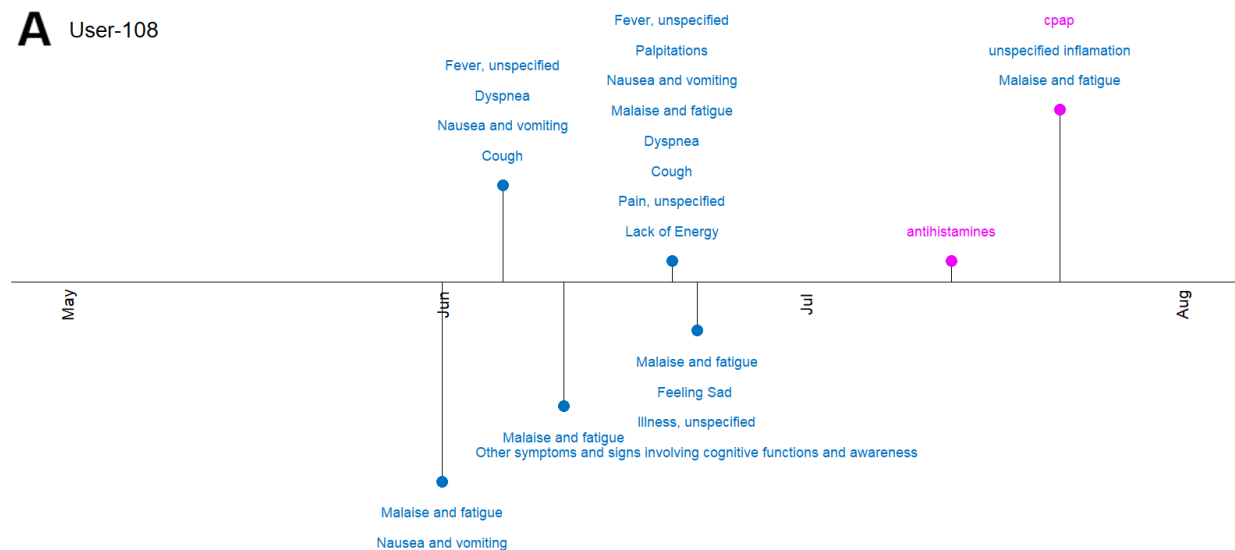 A User-108
Fever, unspecified
Dyspnea
Nausea and vomiting
Cough
Fever, unspecified
Palpitations
Nausea and vomiting
Malaise and fatigue
Dyspnea
Cough
Pain, unspecified
Lack of Energy
cpap
unspecified inflamation
Malaise and fatigue
antihistamines
May
Jun
Jul
Aug
Malaise and fatigue
Nausea and vomiting
Malaise and fatigue
Other symptoms and signs involving cognitive functions and awareness
Malaise and fatigue
Feeling Sad
Illness, unspecified